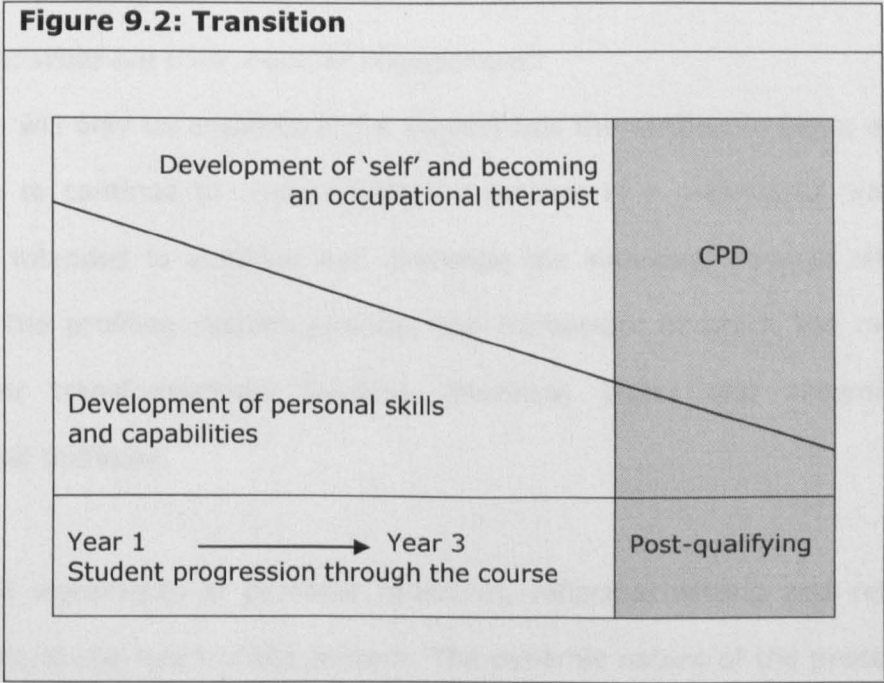 Figure 9.2: Transition
Development of ‘self’ and becoming
an occupational therapist
CPD
Development of personal skills
and capabilities
Year 1 Year 3
Post-qualifying
Student progression through the course